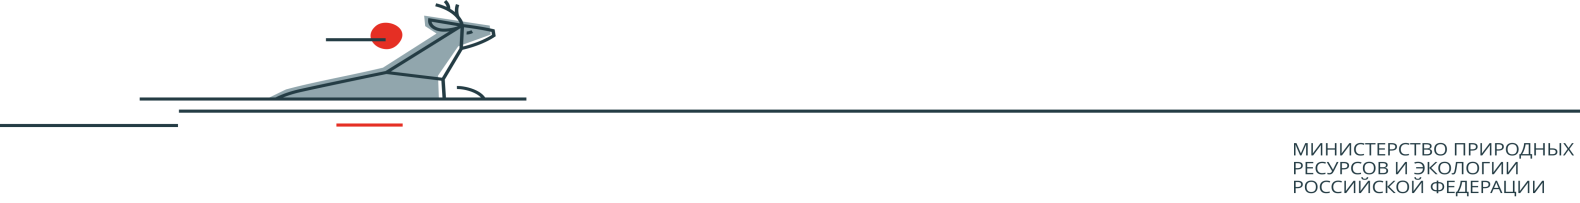 МИНИСТЕРСТВО ПРИРОДНЫХ
РЕСУРСОВ И ЭКОЛОГИИ
РОССИЙСКОЙ ФЕДЕРАЦИИ